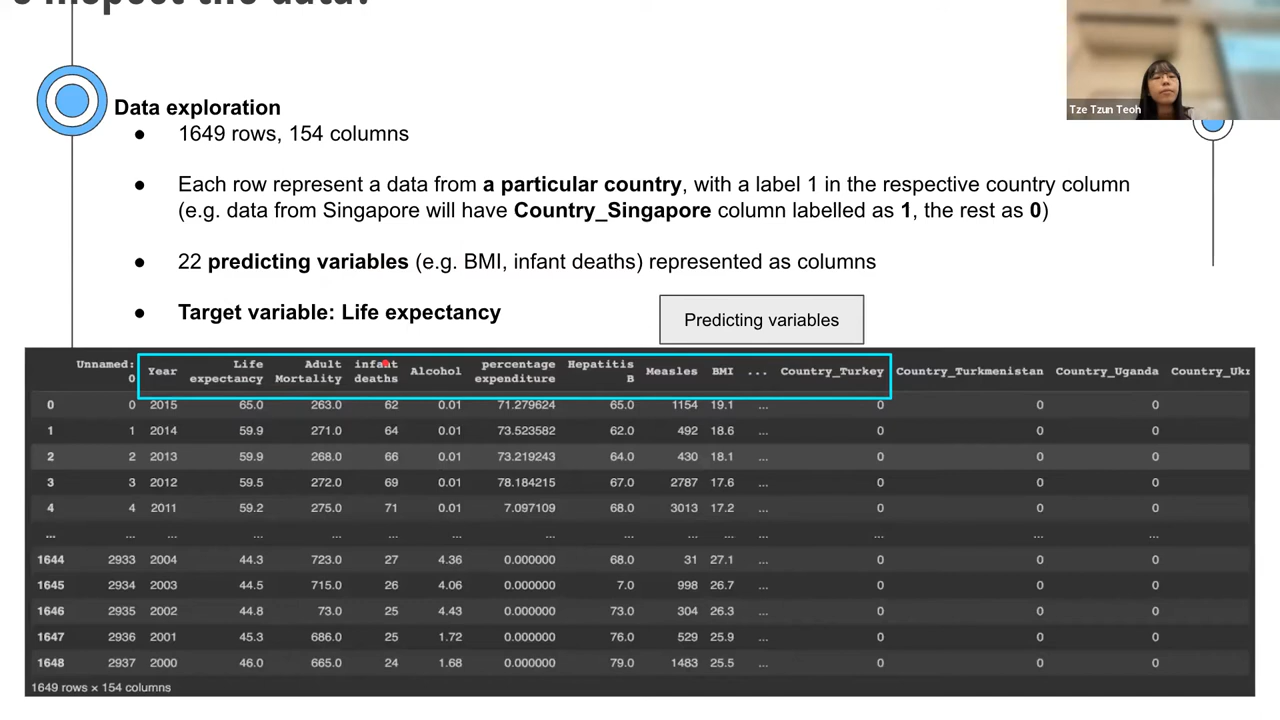 o inspect the data?
Tze Tzun Teoh
Data exploration
● 1649 rows, 154 columns
● Each row represent a data from a particular country, with a label 1 in the respective country column
(e.g. data from Singapore will have Country_Singapore column labelled as 1, the rest as 0)
● 22 predicting variables (e.g. BMI, infant deaths) represented as columns
● Target variable: Life expectancy
Predicting variables
Unnamed: Life Adult infant percentage Hepatitis
Year Alcohol Measles BMI ... Country_Turkey Country_Turkmenistan Country_Uganda Country_Ukr
0 expectancy Mortality deaths expenditure B
0 0 2015 65.0 263.0 62 0.01 71.279624 65.0 1154 19.1 ... 0 0 0
1 1 2014 59.9 271.0 64 0.01 73.523582 62.0 492 18.6 ... 0 0 0
2 2 2013 59.9 268.0 66 0.01 73.219243 64.0 430 18.1 ... 0 0 0
3 3 2012 59.5 272.0 69 0.01 78.184215 67.0 2787 17.6 ... 0 0 0
4 4 2011 59.2 275.0 71 0.01 7.097109 68.0 3013 17.2 ... 0 0 0
... ... ... ... ... ... ... ... ... ... ... ... ... ... ...
1644 2933 2004 44.3 723.0 27 4.36 0.000000 68.0 31 27.1 ... 0 0 0
1645 2934 2003 44.5 715.0 26 4.06 0.000000 7.0 998 26.7 ... 0 0 0
1646 2935 2002 44.8 73.0 25 4.43 0.000000 73.0 304 26.3 ... 0 0 0
1647 2936 2001 45.3 686.0 25 1.72 0.000000 76.0 529 25.9 ... 0 0 0
1648 2937 2000 46.0 665.0 24 1.68 0.000000 79.0 1483 25.5 ... 0 0 0
1649 rows × 154 columns